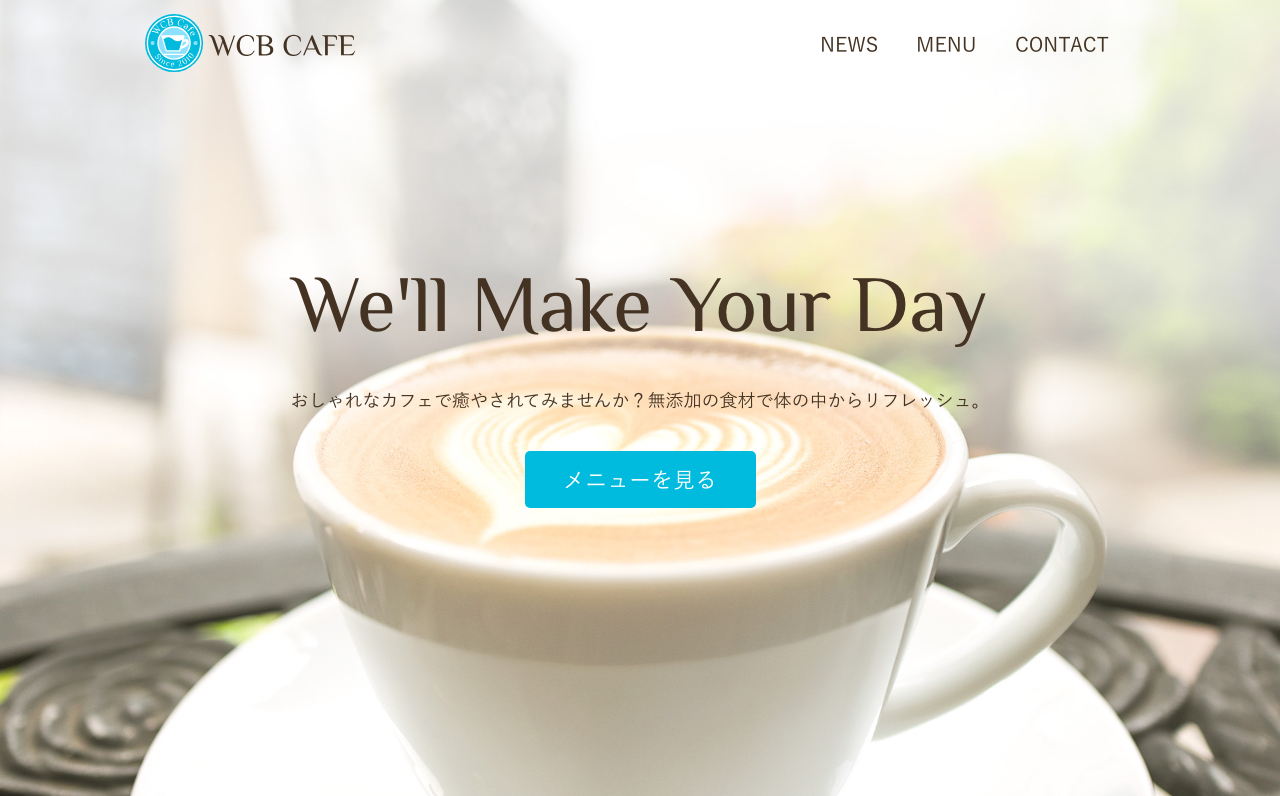 WCB Cafe
Since 2010
WCB CAFE
NEWS
MENU
CONTACT
We'll Make Your Day
おしゃれなカフェで癒やされてみませんか？無添加の食材で体の中からリフレッシュ。
メニューを見る